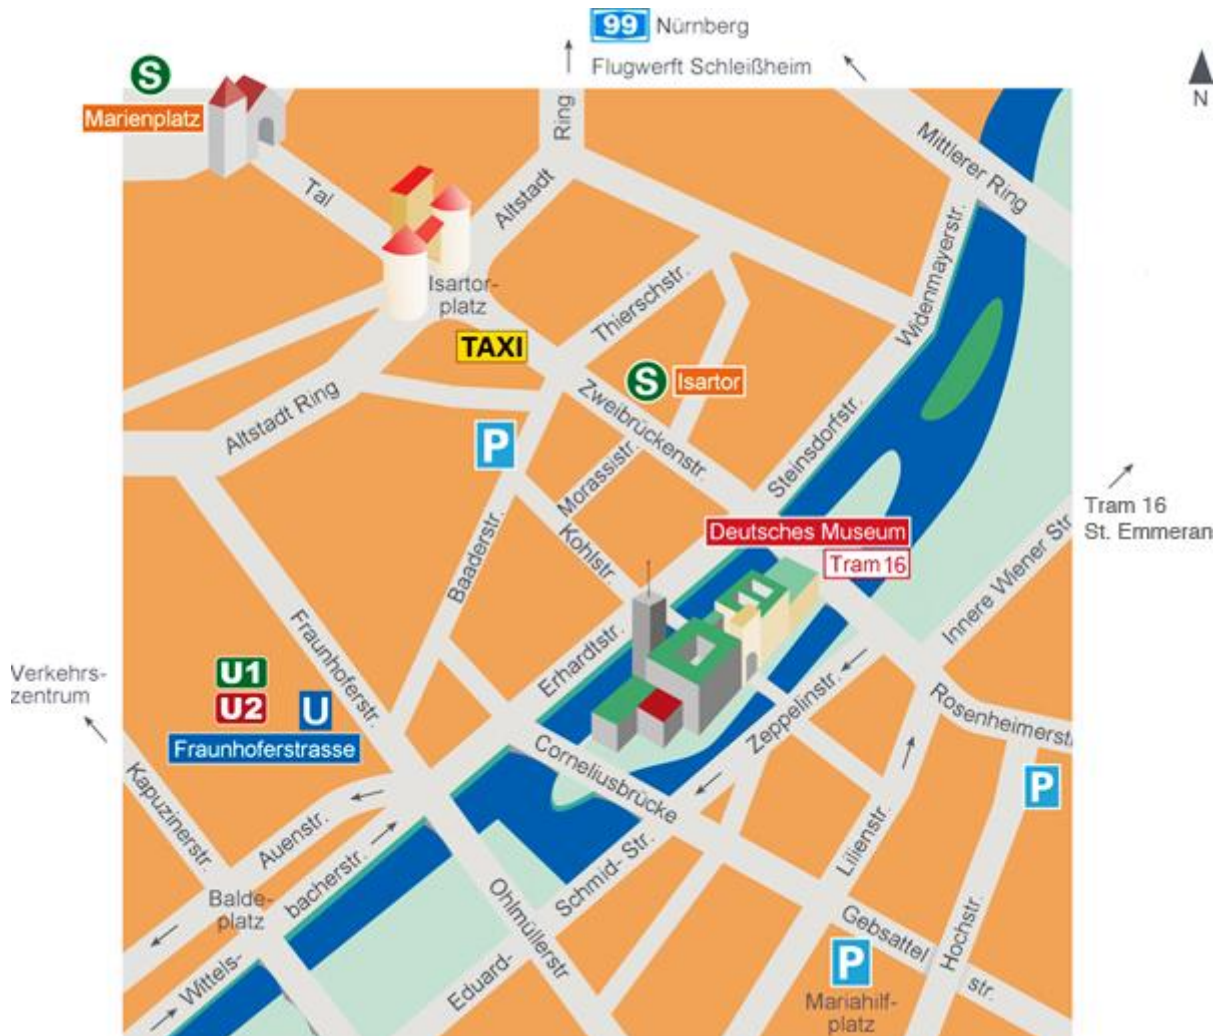 99 Nürnberg
Flugwerft Schleißheim
N
S
Marienplatz
Ring
Mittlerer Ring
Tal
Altstadt
Widenmayerstr.
Isartor-
platz
Thierschstr.
TAXI
S Isartor
Altstadt Ring
Zweibrückenstr.
Steinsdorfstr.
P
Morassistr.
Kohlstr
Baaderstr.
Deutsches Museum
Tram 16
Tram 16
St. Emmeran
Innere Wiener Str.
Fraunhoferstr.
Erhardtstr.
Verkehrs-
zentrum
U1
U2
U
Fraunhoferstrasse
Zeppelinstr.
Rosenheimerstr
Corneliusbrücke
P
Kapuzinerstr.
Auenstr.
Lilienstr.
Balde-
platz
Wittels-
bacherstr.
Ohlmüllerstr
Eduard-
Schmid- Str.
Gebsattel
str.
Hochstr.
P
Mariahilf-
platz